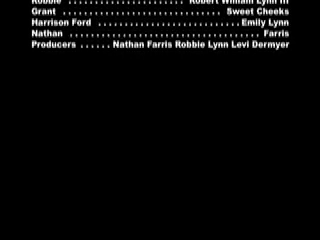 Robbie ...................... Robert William Lynn III
Grant ................................ Sweet Cheeks
Harrison Ford ........................... Emily Lynn
Nathan ..................................... Farris
Producers ...... Nathan Farris Robbie Lynn Levi Dermyer